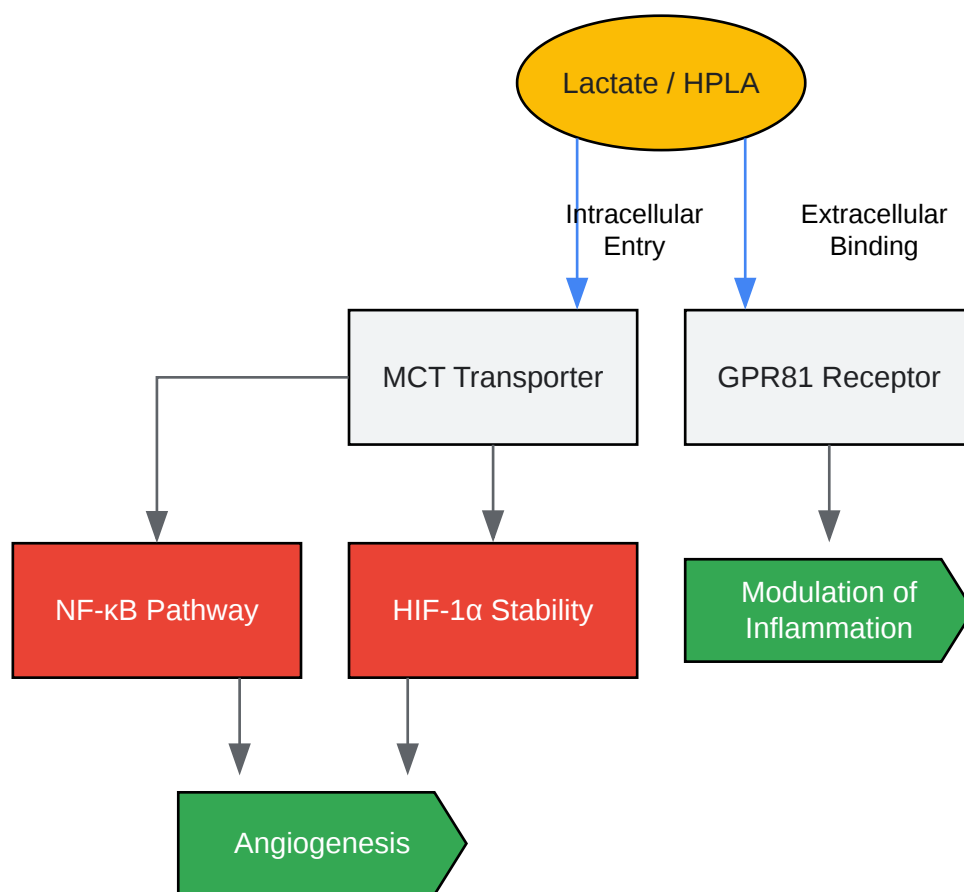 Lactate / HPLA
Intracellular
Entry
Extracellular
Binding
MCT Transporter
GPR81 Receptor
NF-κB Pathway
HIF-1α Stability
Modulation of
Inflammation
Angiogenesis